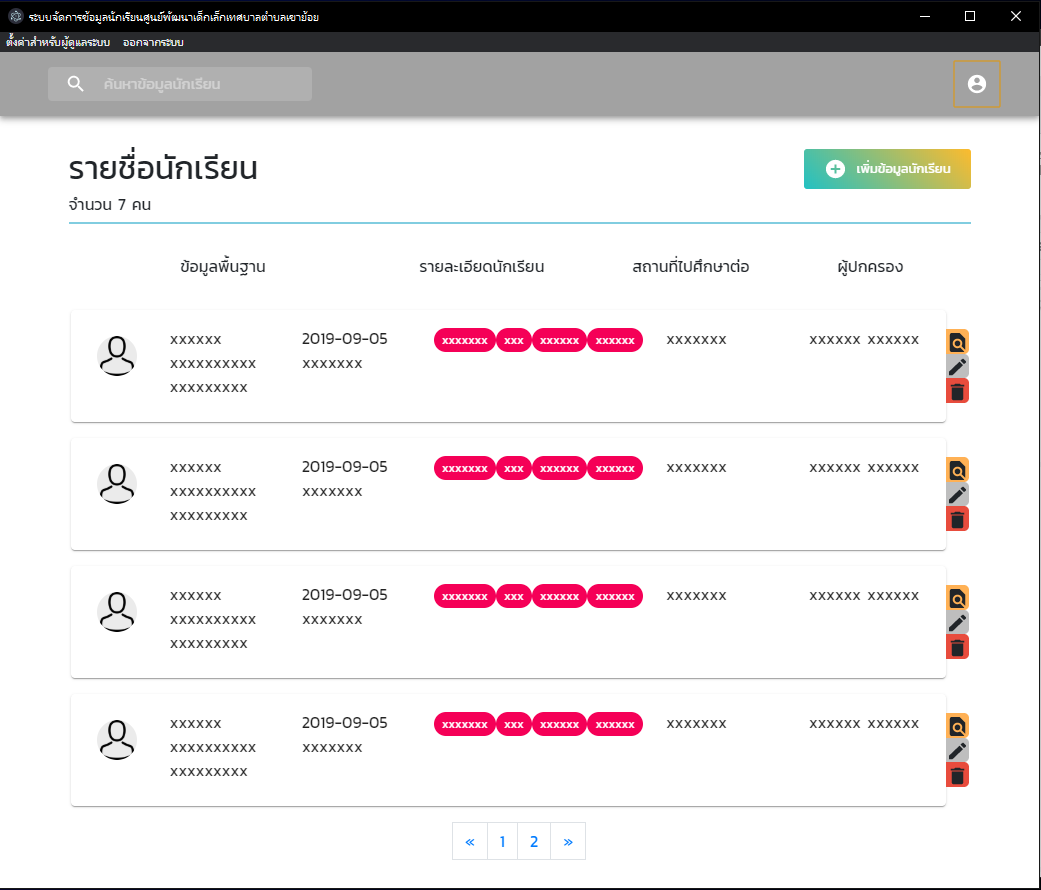 ระบบจัดการข้อมูลนักเรียนศูนย์พัฒนาเด็กเล็กเทศบาลตำบลเขาย้อย
ตั้งค่าสำหรับผู้ดูแลระบบ ออกจากระบบ
ค้นหาข้อมูลนักเรียน
รายชื่อนักเรียน
เพิ่มข้อมูลนักเรียน
จำนวน 7 คน
ข้อมูลพื้นฐาน รายละเอียดนักเรียน สถานที่ไปศึกษาต่อ ผู้ปกครอง
xxxxxx 2019-09-05 xxxxxxx xxx xxxxxx xxxxxx xxxxxxx xxxxxx xxxxxx
xxxxxxxxxx xxxxxxx
xxxxxxxxx
xxxxxx 2019-09-05 xxxxxxx xxx xxxxxx xxxxxx xxxxxxx xxxxxx xxxxxx
xxxxxxxxxx xxxxxxx
xxxxxxxxx
xxxxxx 2019-09-05 xxxxxxx xxx xxxxxx xxxxxx xxxxxxx xxxxxx xxxxxx
xxxxxxxxxx xxxxxxx
xxxxxxxxx
xxxxxx 2019-09-05 xxxxxxx xxx xxxxxx xxxxxx xxxxxxx xxxxxx xxxxxx
xxxxxxxxxx xxxxxxx
xxxxxxxxx
« 1 2 »